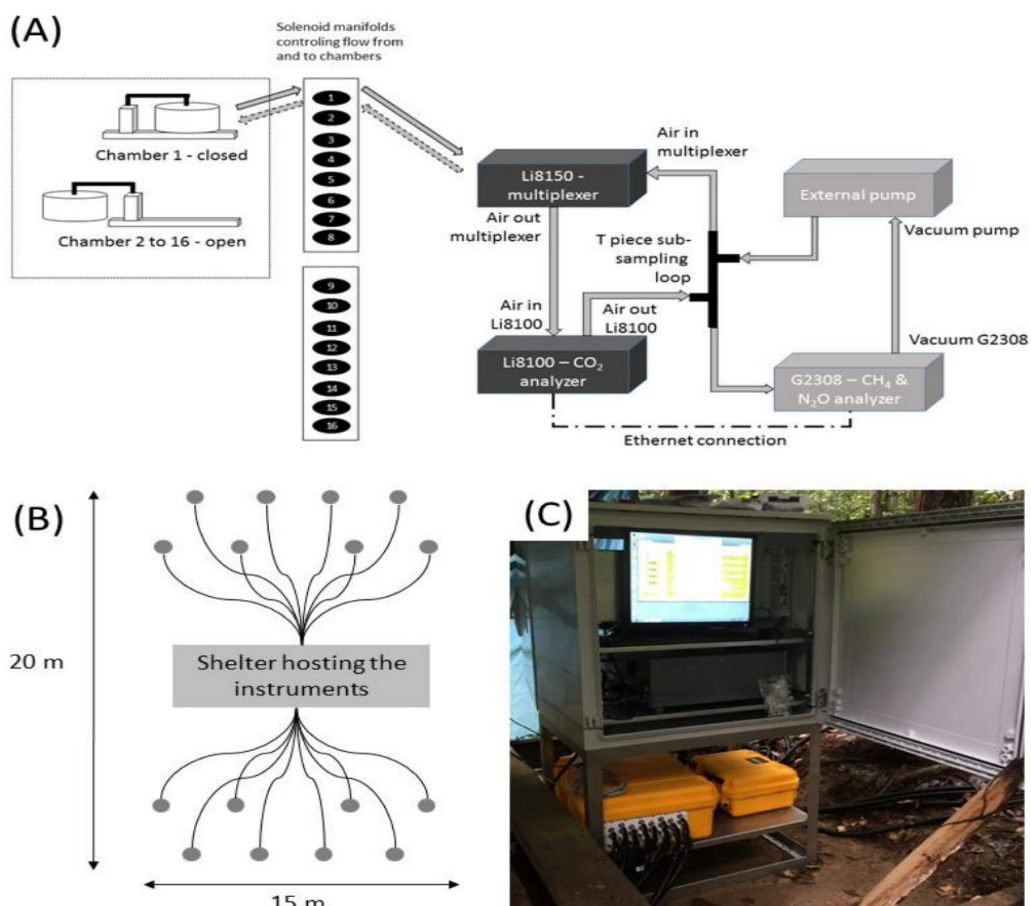 (A)
Solenoid manifolds
controling flow from
and to chambers
Chamber 1 - closed
Chamber 2 to 16 - open
1
2
3
4
5
6
7
8
9
10
11
12
13
14
15
16
Li8150 -
multiplexer
Air in
multiplexer
External pump
Air out
multiplexer
T piece sub-
sampling
loop
Vacuum pump
Air in
Li8100
Air out
Li8100
Vacuum G2308
Li8100 – CO₂
analyzer
G2308 – CH₄ &
N₂O analyzer
Ethernet connection
(B)
20 m
Shelter hosting the
instruments
15 m
(C)